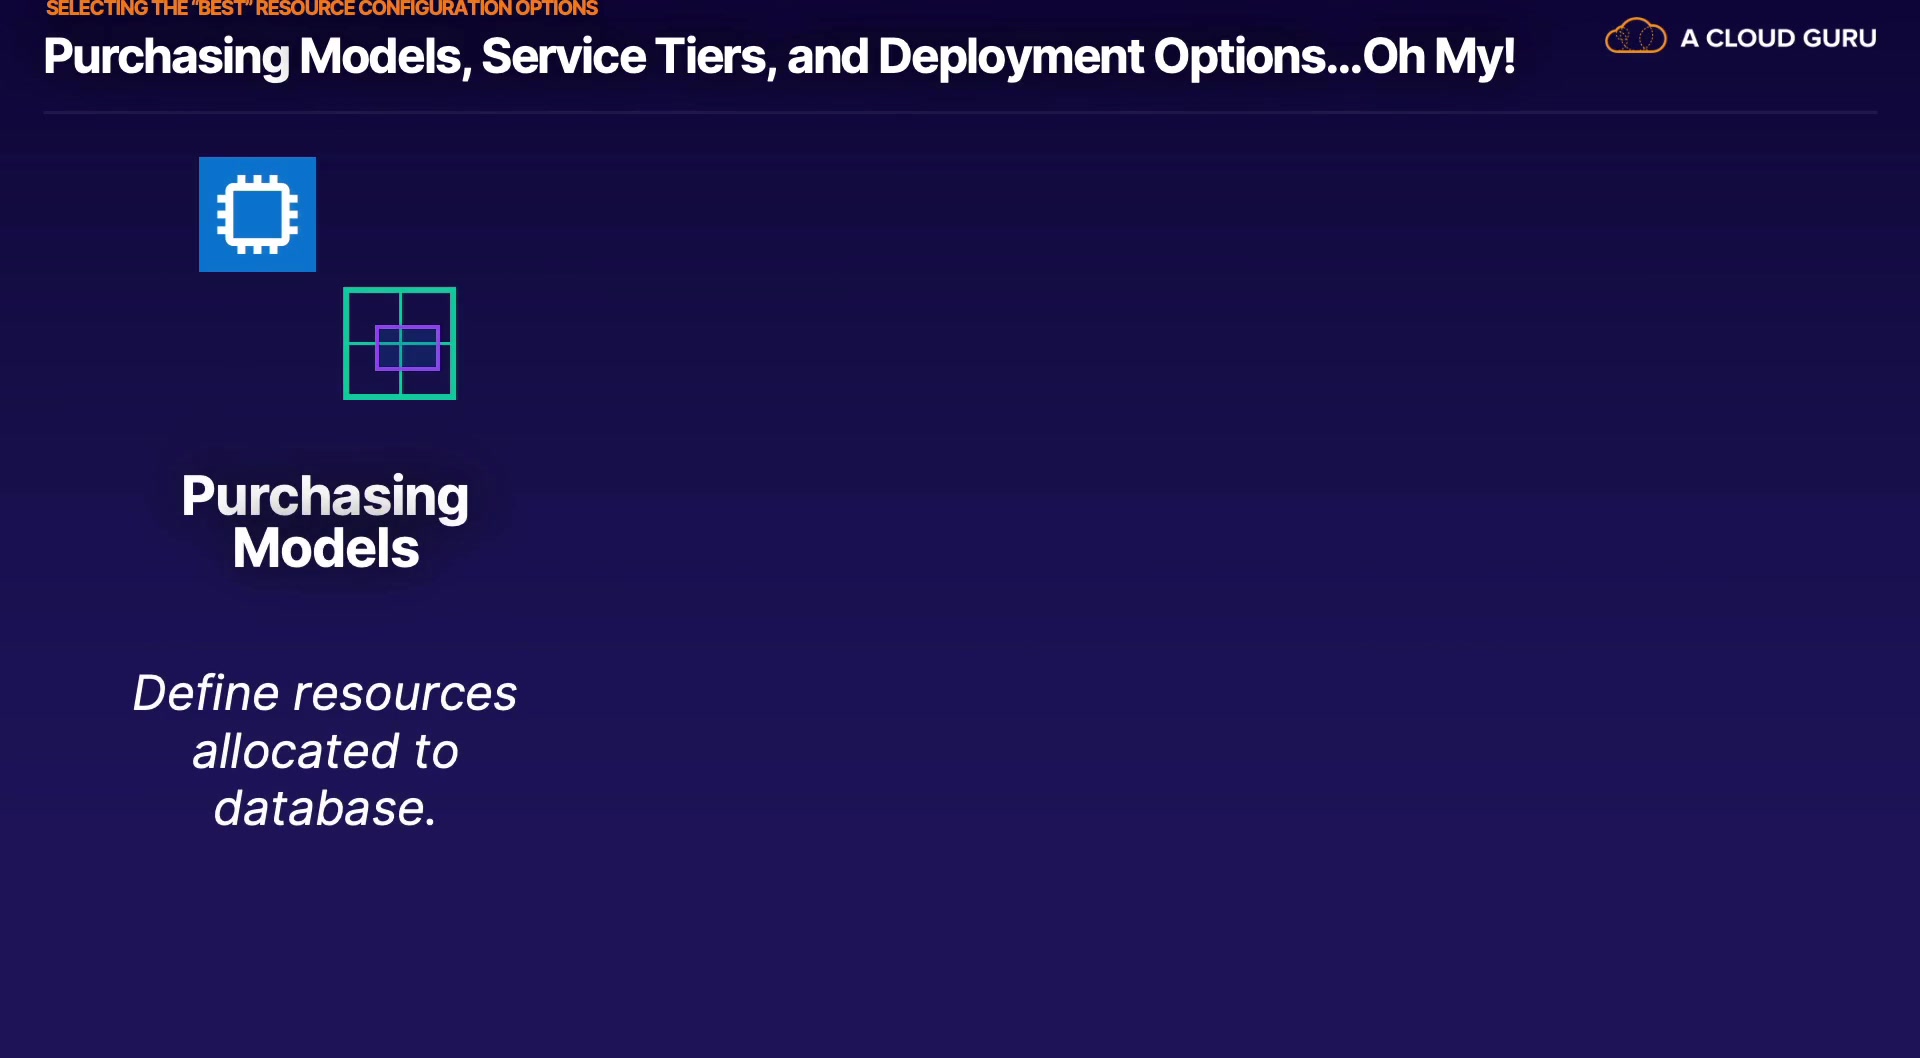 SELECTING THE “BEST” RESOURCE CONFIGURATION OPTIONS
Purchasing Models, Service Tiers, and Deployment Options...Oh My!
A CLOUD GURU
Purchasing
Models
Define resources
allocated to
database.